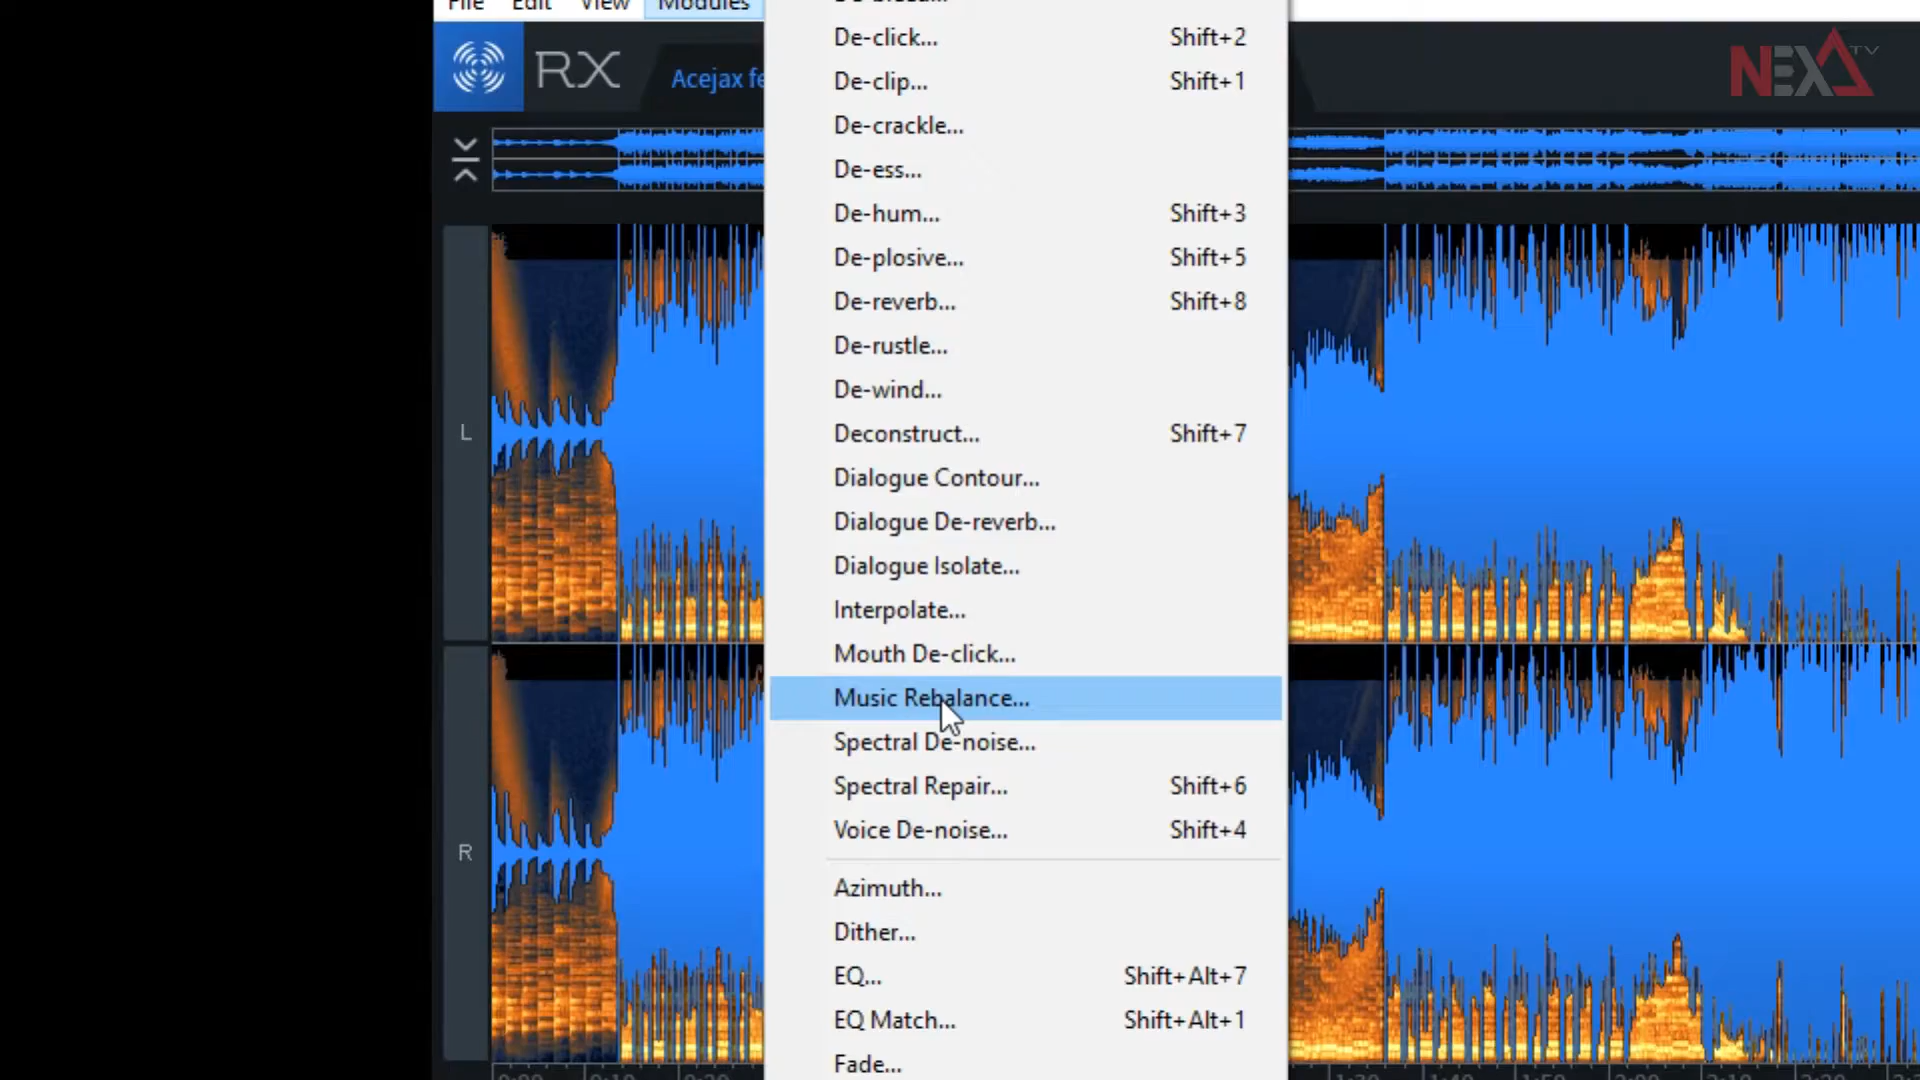 File Edit View Modules
De-bleed...
De-click... Shift+2
RX
Acejax fe
NEXATV
De-clip... Shift+1
De-crackle...
De-ess...
De-hum... Shift+3
De-plosive... Shift+5
De-reverb... Shift+8
De-rustle...
De-wind...
Deconstruct... Shift+7
L
Dialogue Contour...
Dialogue De-reverb...
Dialogue Isolate...
Interpolate...
Mouth De-click...
Music Rebalance...
Spectral De-noise...
Spectral Repair... Shift+6
Voice De-noise... Shift+4
R
Azimuth...
Dither...
EQ... Shift+Alt+7
EQ Match... Shift+Alt+1
Fade...